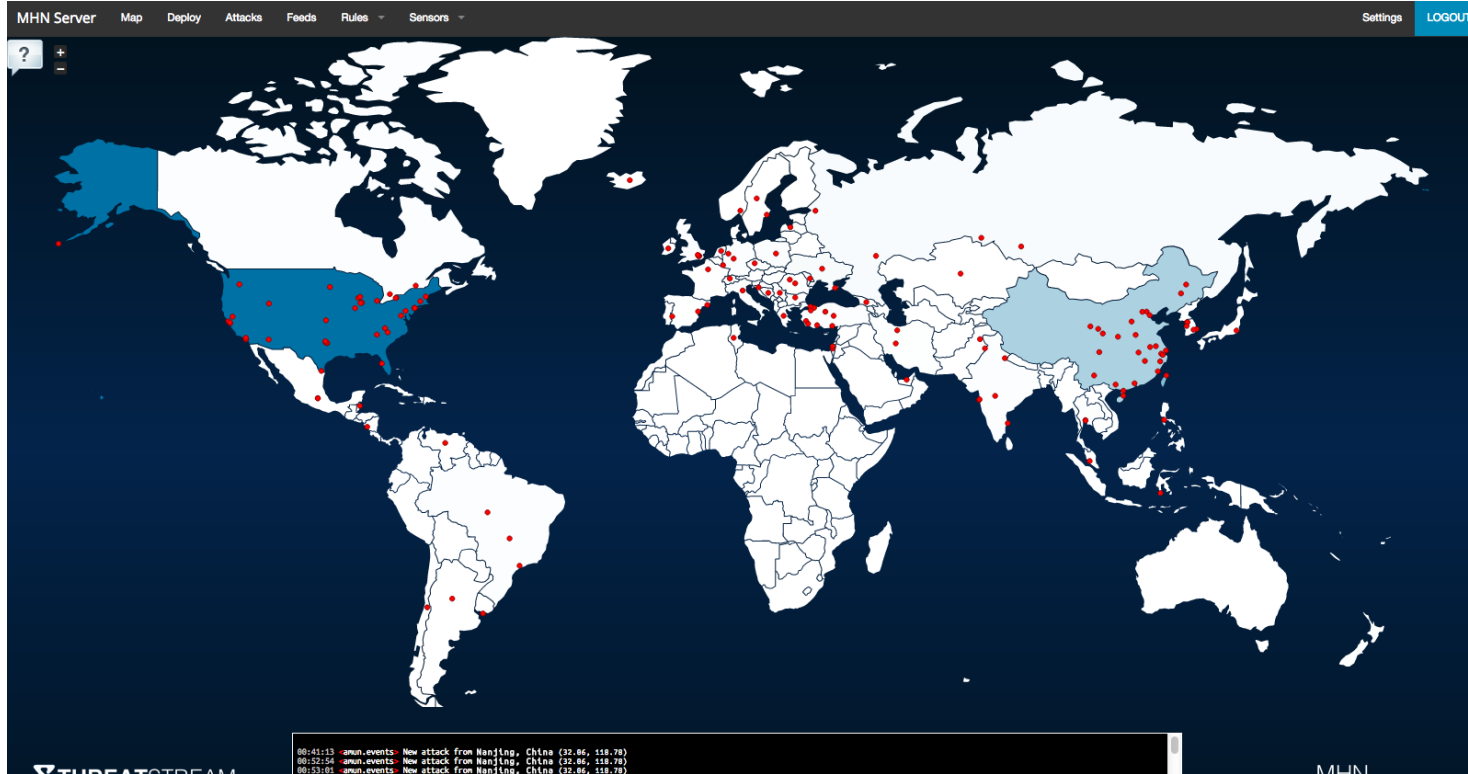 MHN Server Map Deploy Attacks Feeds Rules Sensors Settings LOGOUT
?
+
−
00:41:13 <amun.events> New attack from Nanjing, China (32.06, 118.78)
00:52:54 <amun.events> New attack from Nanjing, China (32.06, 118.78)
00:53:01 <amun.events> New attack from Nanjing, China (32.06, 118.78)
THREATSTREAM
MHN